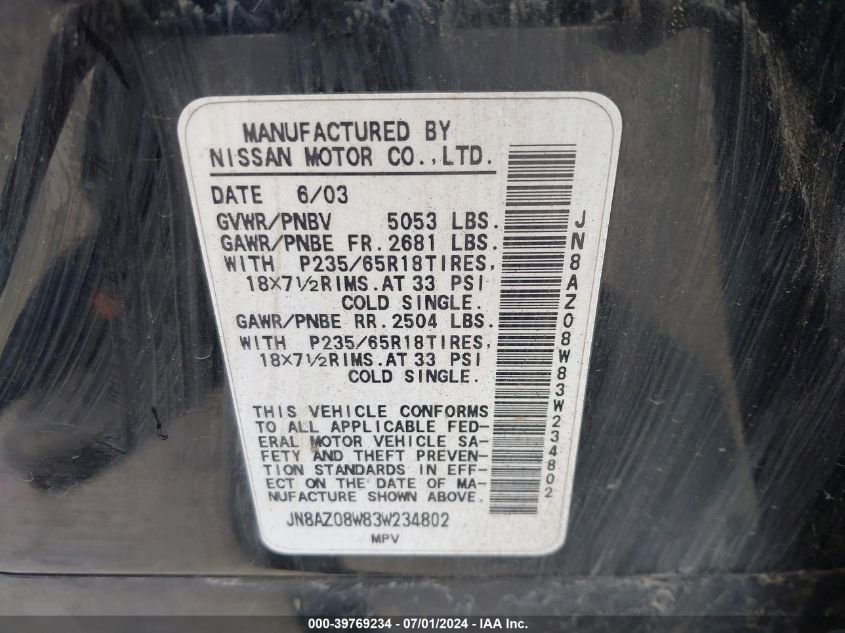 MANUFACTURED BY
NISSAN MOTOR CO.,LTD.
DATE 6/03
GVWR/PNBV 5053 LBS.
GAWR/PNBE FR. 2681 LBS.
WITH P235/65R18TIRES,
18X7½RIMS.AT 33 PSI
COLD SINGLE.
GAWR/PNBE RR. 2504 LBS.
WITH P235/65R18TIRES,
18X7½RIMS.AT 33 PSI
COLD SINGLE.
THIS VEHICLE CONFORMS
TO ALL APPLICABLE FED-
ERAL MOTOR VEHICLE SA-
FETY AND THEFT PREVEN-
TION STANDARDS IN EFF-
ECT ON THE DATE OF MA-
NUFACTURE SHOWN ABOVE.
JN8AZ08W83W234802
MPV
JN8AZ08W83W234802
000-39769234 - 07/01/2024 - IAA Inc.